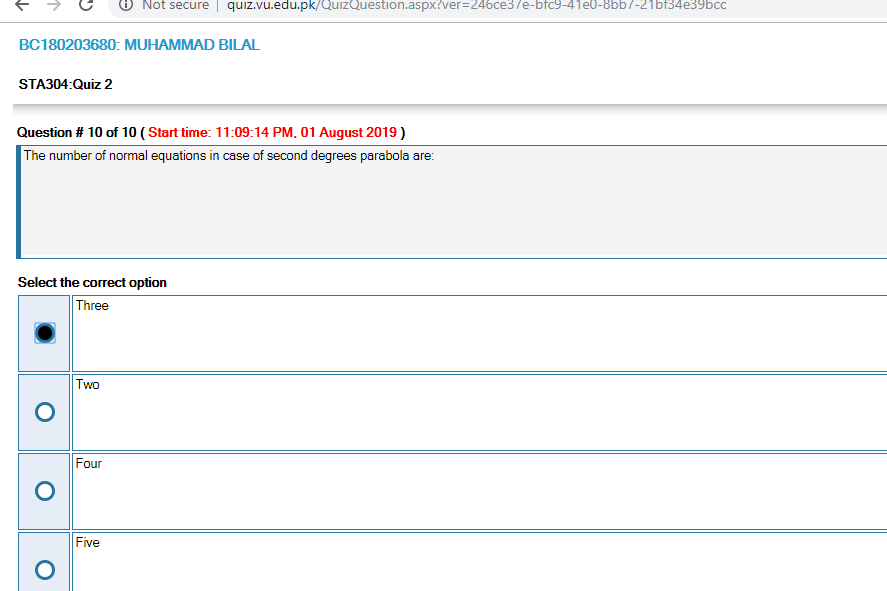 Not secure | quiz.vu.edu.pk/QuizQuestion.aspx?ver=246ce37e-bfc9-41e0-8bb7-21bf34e39bcc
BC180203680: MUHAMMAD BILAL
STA304:Quiz 2
Question # 10 of 10 ( Start time: 11:09:14 PM, 01 August 2019 )
The number of normal equations in case of second degrees parabola are:
Select the correct option
Three
Two
Four
Five